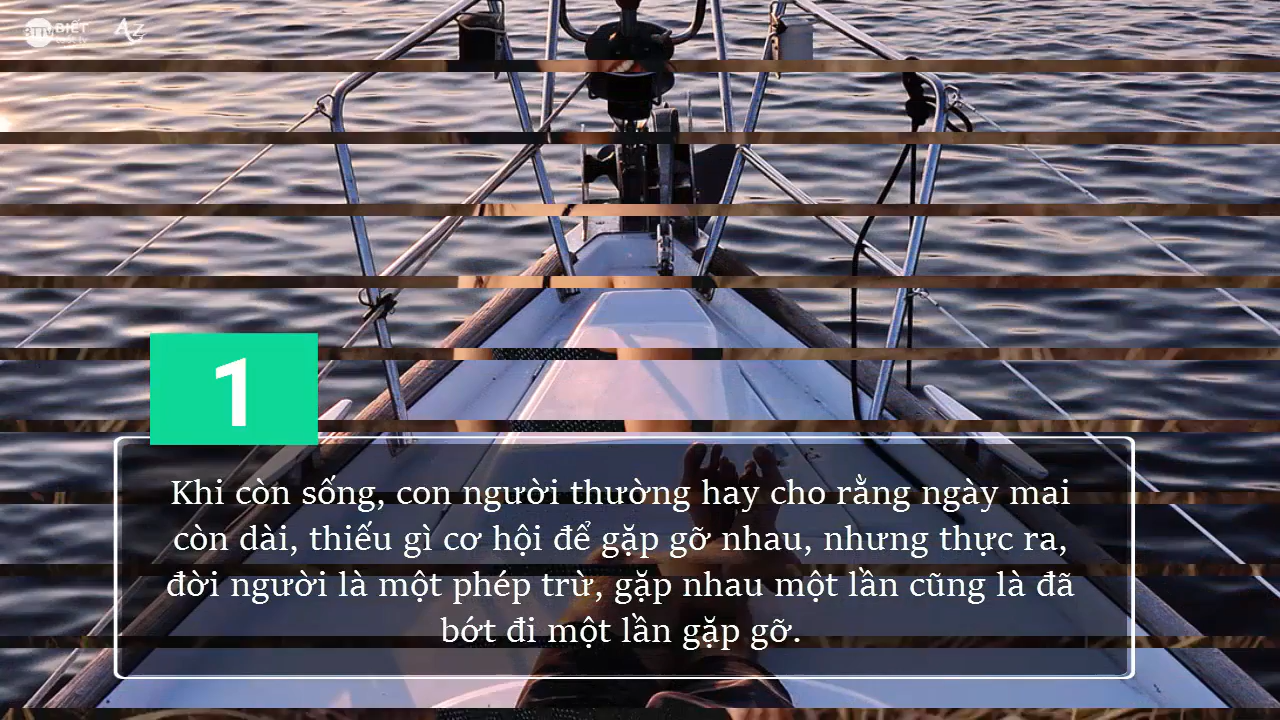 BIẾT
AZ
1
Khi còn sống, con người thường hay cho rằng ngày mai
còn dài, thiếu gì cơ hội để gặp gỡ nhau, nhưng thực ra,
đời người là một phép trừ, gặp nhau một lần cũng là đã
bớt đi một lần gặp gỡ.